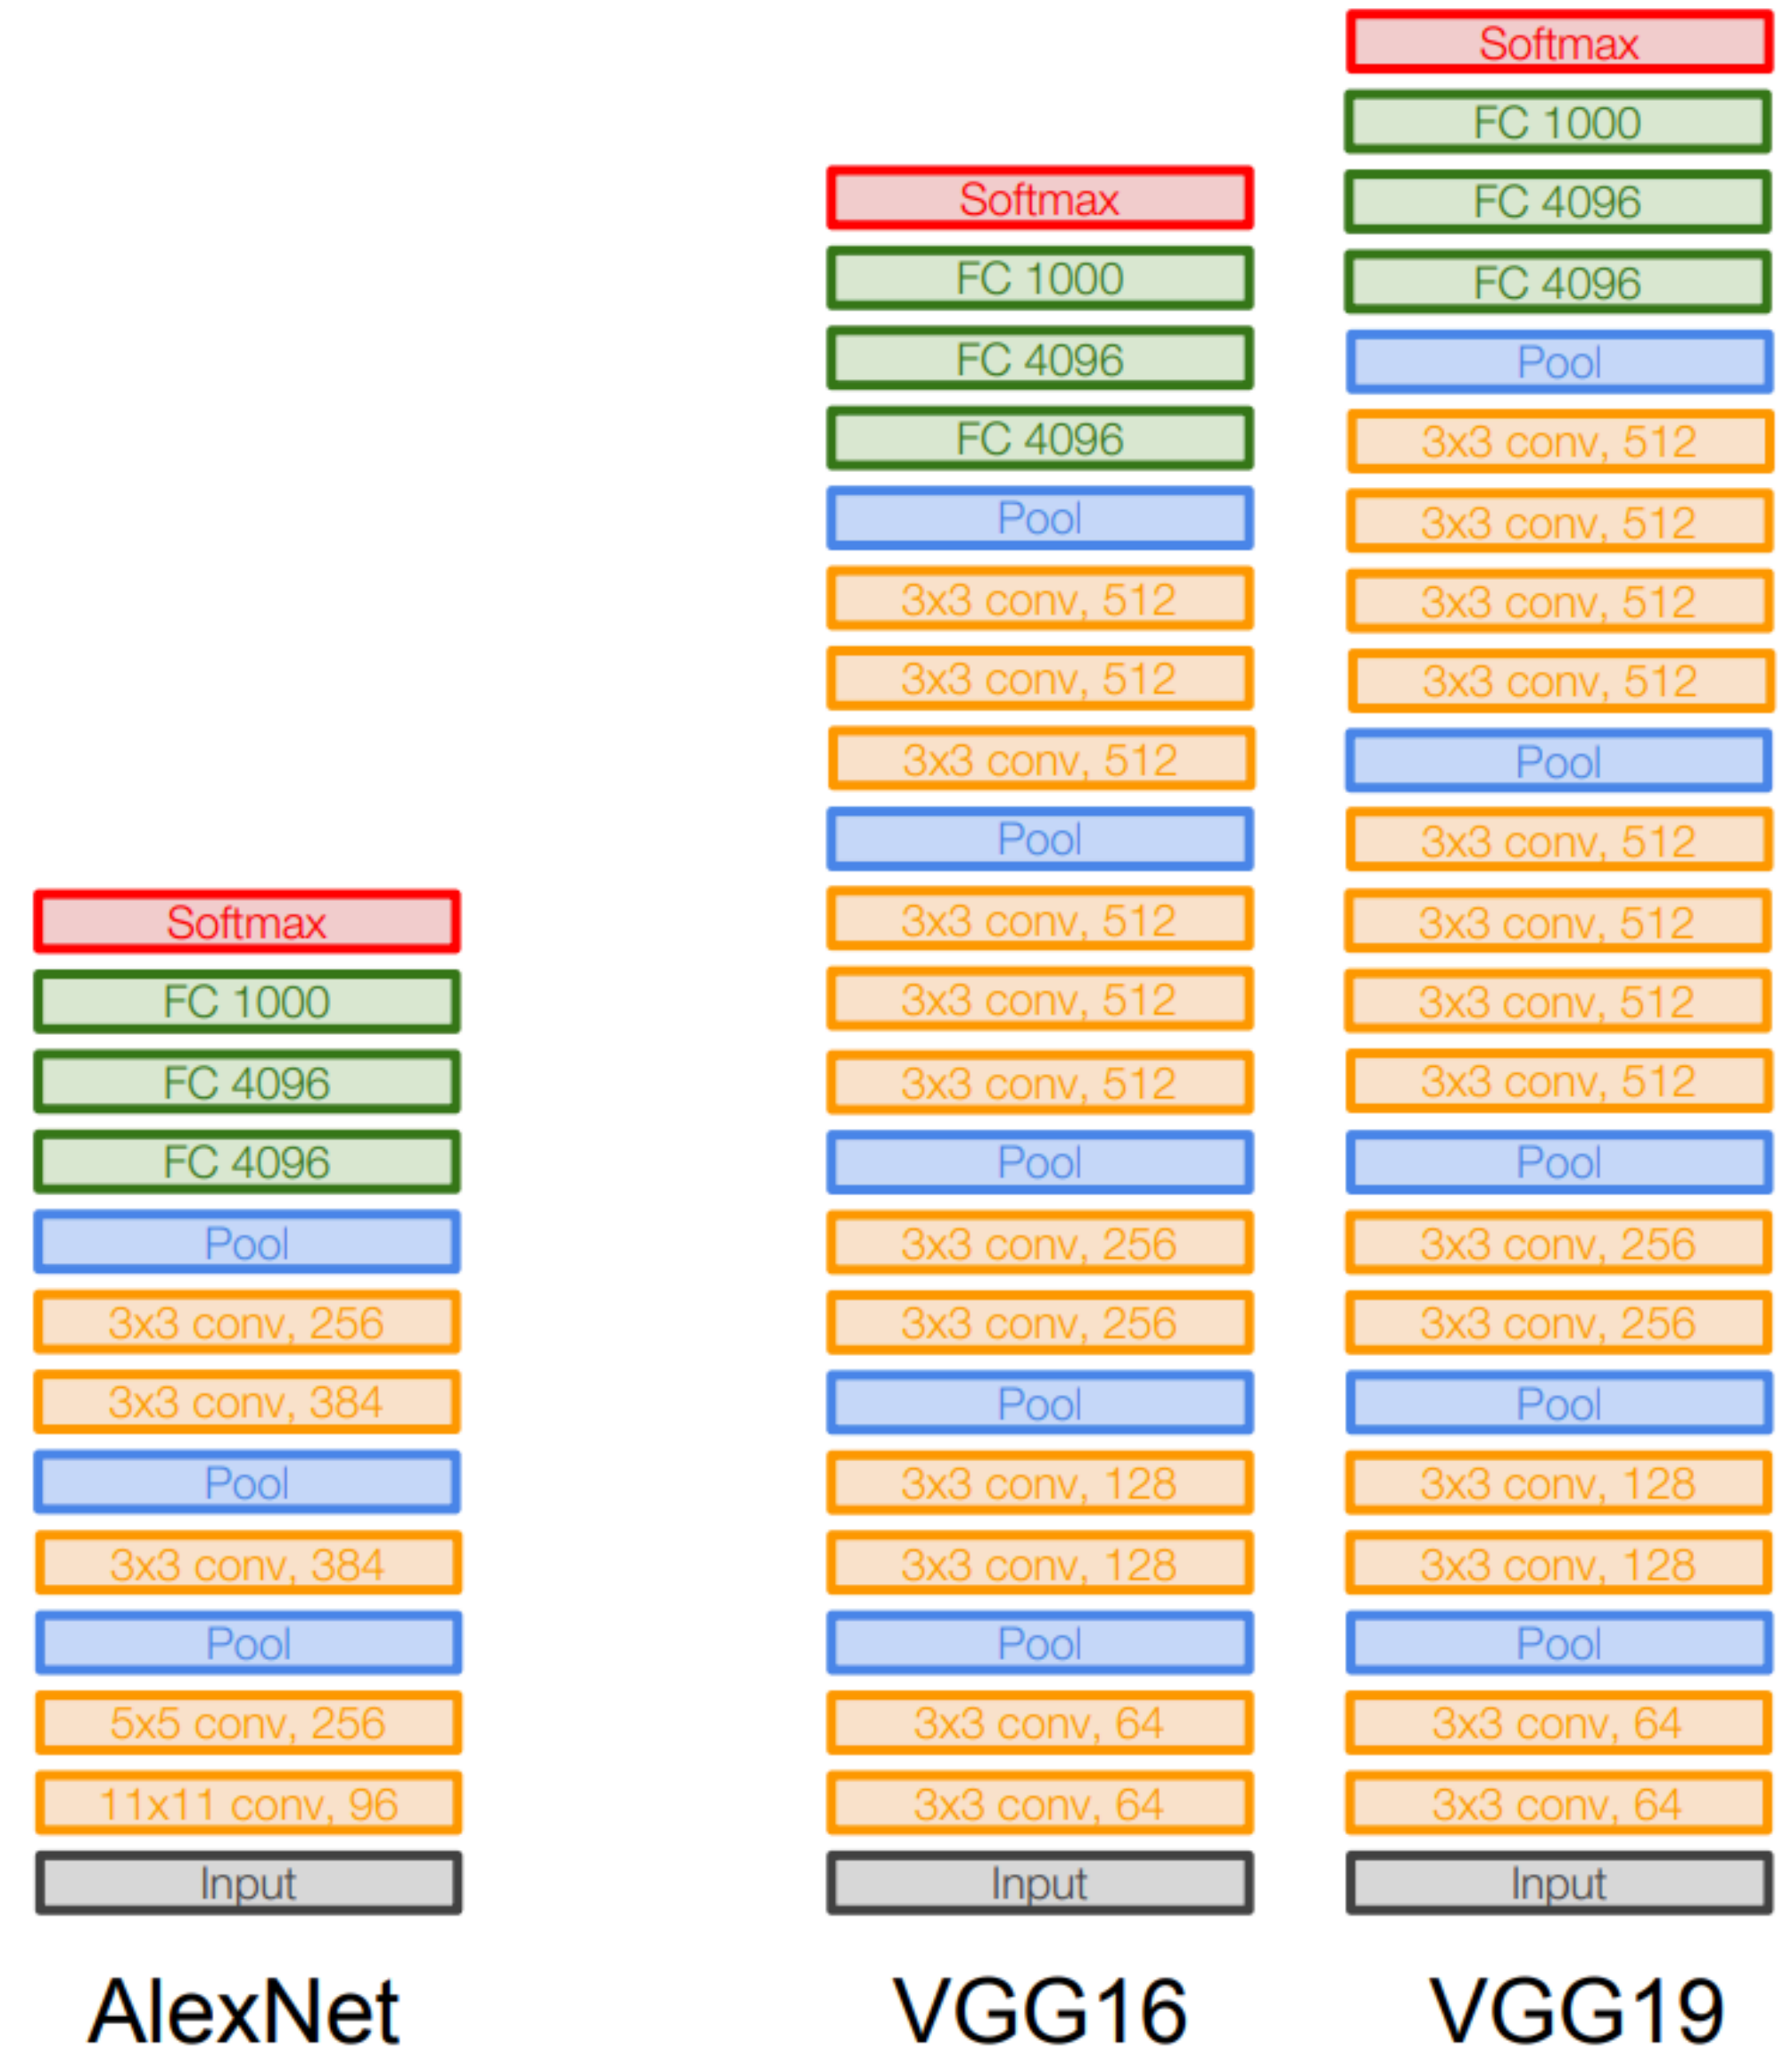 Softmax
FC 1000
FC 4096
FC 4096
Pool
3x3 conv, 256
3x3 conv, 384
Pool
3x3 conv, 384
Pool
5x5 conv, 256
11x11 conv, 96
Input
AlexNet
Softmax
FC 1000
FC 4096
FC 4096
Pool
3x3 conv, 512
3x3 conv, 512
3x3 conv, 512
Pool
3x3 conv, 512
3x3 conv, 512
3x3 conv, 512
Pool
3x3 conv, 256
3x3 conv, 256
Pool
3x3 conv, 128
3x3 conv, 128
Pool
3x3 conv, 64
3x3 conv, 64
Input
VGG16
Softmax
FC 1000
FC 4096
FC 4096
Pool
3x3 conv, 512
3x3 conv, 512
3x3 conv, 512
3x3 conv, 512
Pool
3x3 conv, 512
3x3 conv, 512
3x3 conv, 512
3x3 conv, 512
Pool
3x3 conv, 256
3x3 conv, 256
Pool
3x3 conv, 128
3x3 conv, 128
Pool
3x3 conv, 64
3x3 conv, 64
Input
VGG19